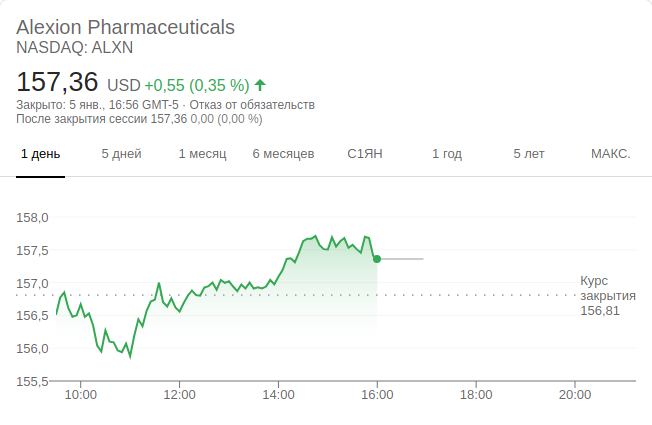 Alexion Pharmaceuticals
NASDAQ: ALXN
157,36 USD +0,55 (0,35 %)
Закрыто: 5 янв., 16:56 GMT-5 · Отказ от обязательств
После закрытия сессии 157,36 0,00 (0,00 %)
1 день 5 дней 1 месяц 6 месяцев С1ЯН 1 год 5 лет МАКС.
158,0
157,5
157,0
156,5
156,0
155,5
Курс
закрытия
156,81
10:00 12:00 14:00 16:00 18:00 20:00